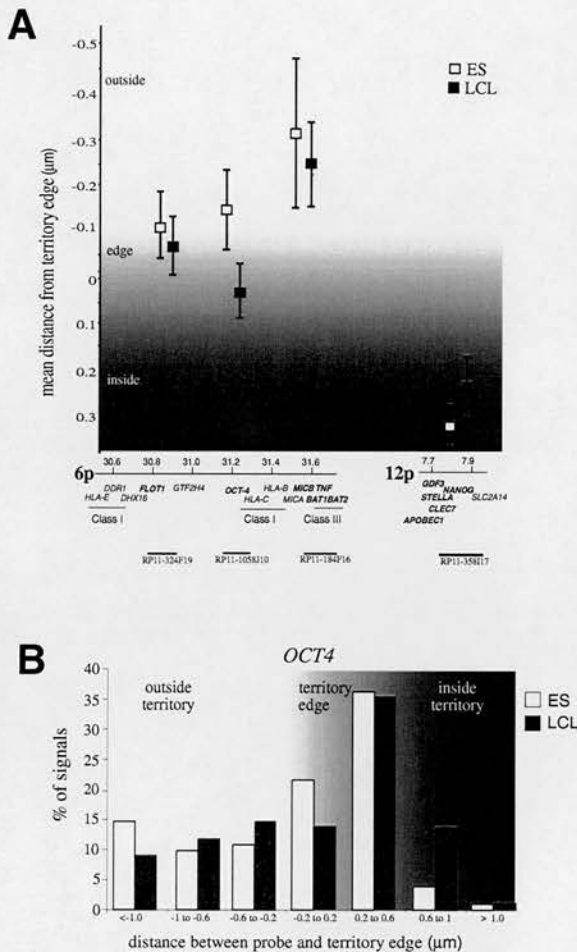 A
ES
LCL
outside
edge
inside
mean distance from territory edge (µm)
-0.5
-0.4
-0.3
-0.2
-0.1
0
0.1
0.2
0.3
6p
30.6 30.8 31.0 31.2 31.4 31.6
DDR1 FLOT1 GTF2H4 OCT-4 HLA-B MICB TNF
HLA-E DHX16 HLA-C MICA BAT1BAT2
Class I Class I Class III
RP11-324F19 RP11-1058J10 RP11-184F16
12p
7.7 7.9
GDF3 NANOG
STELLA SLC2A14
CLEC7
APOBEC1
RP11-358I17
B
OCT4
outside territory
territory edge
inside territory
ES
LCL
% of signals
40
35
30
25
20
15
10
5
0
<-1.0 -1 to -0.6 -0.6 to -0.2 -0.2 to 0.2 0.2 to 0.6 0.6 to 1 > 1.0
distance between probe and territory edge (µm)